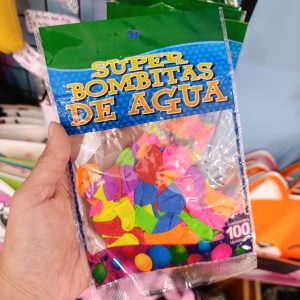 SUPER
BOMBITAS
DE AGUA
100